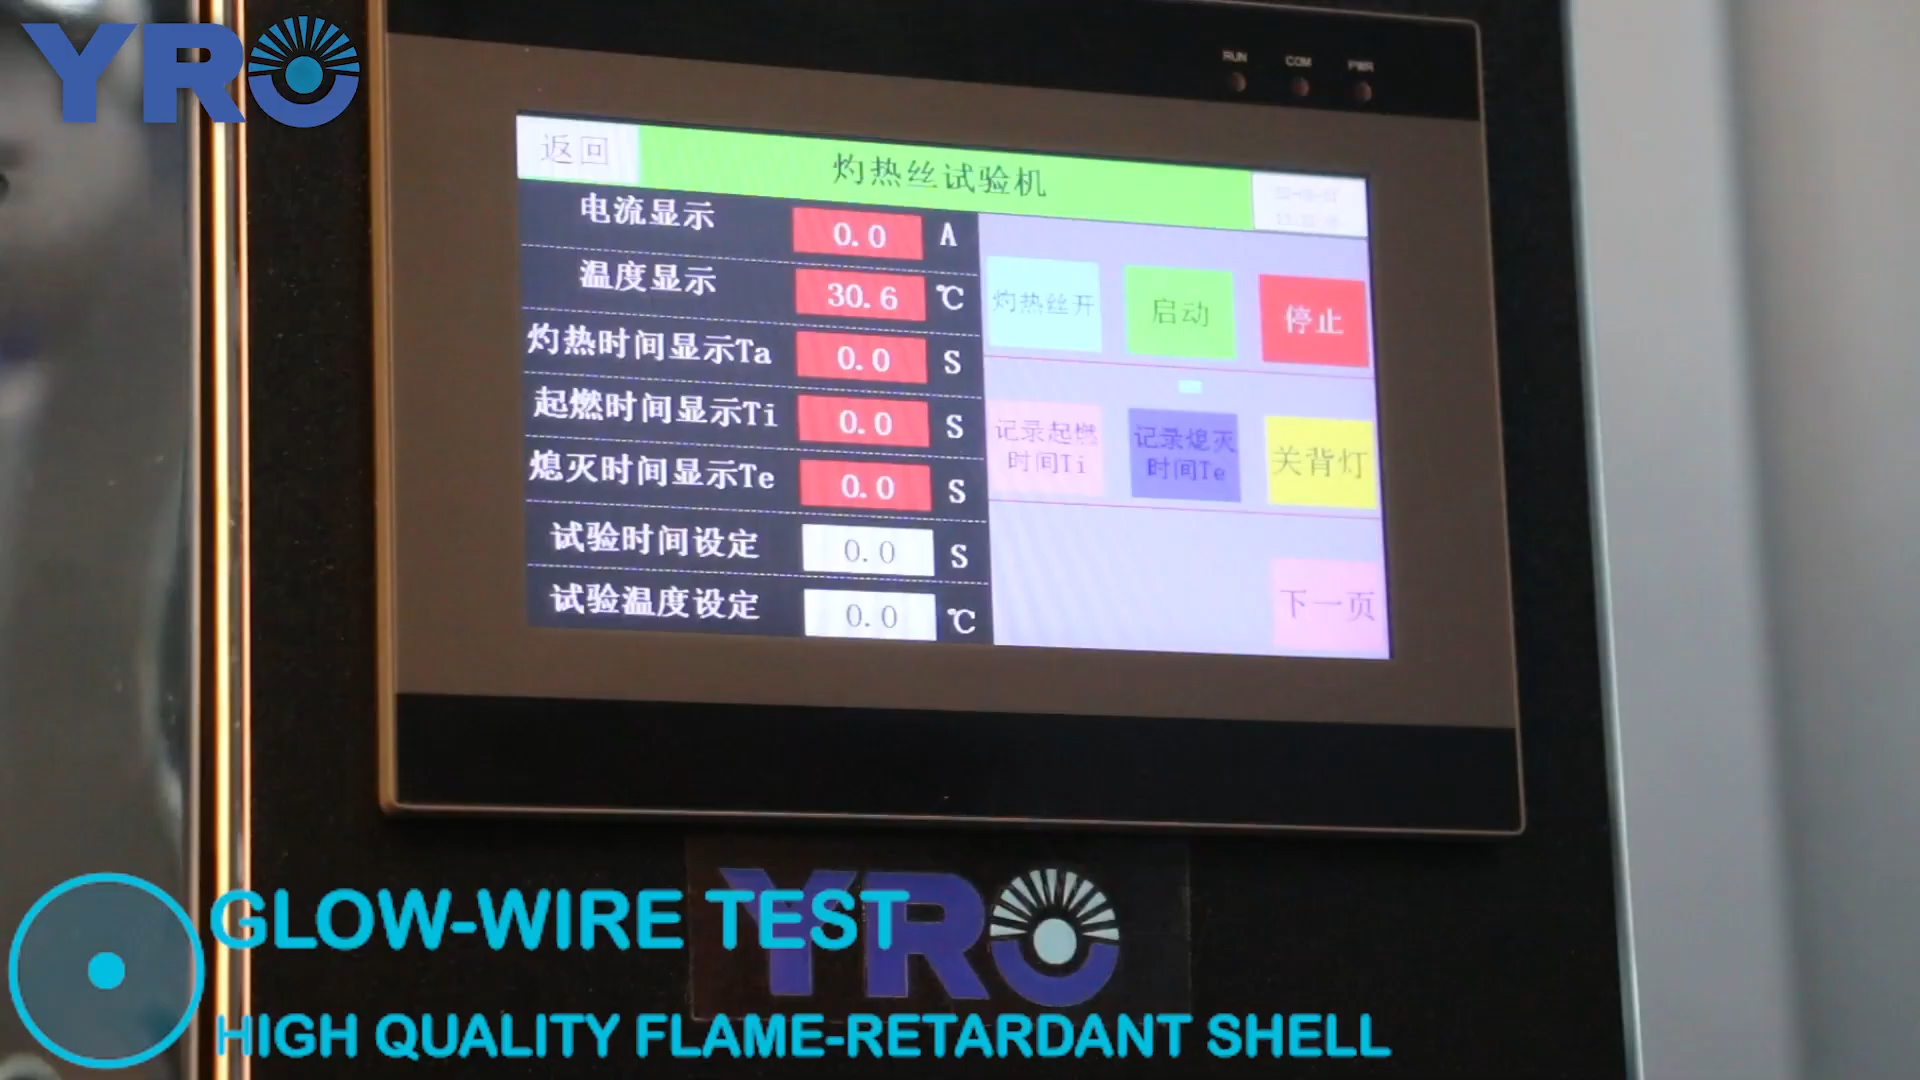 YRO
RUN COM PWR
返回
灼热丝试验机
电流显示 0.0 A
温度显示 30.6 ℃
灼热时间显示Ta 0.0 S
起燃时间显示Ti 0.0 S
熄灭时间显示Te 0.0 S
试验时间设定 0.0 S
试验温度设定 0.0 ℃
灼热丝开 启动 停止
记录起燃
时间Ti
记录熄灭
时间Te
关背灯
下一页
YRO
GLOW-WIRE TEST
HIGH QUALITY FLAME-RETARDANT SHELL